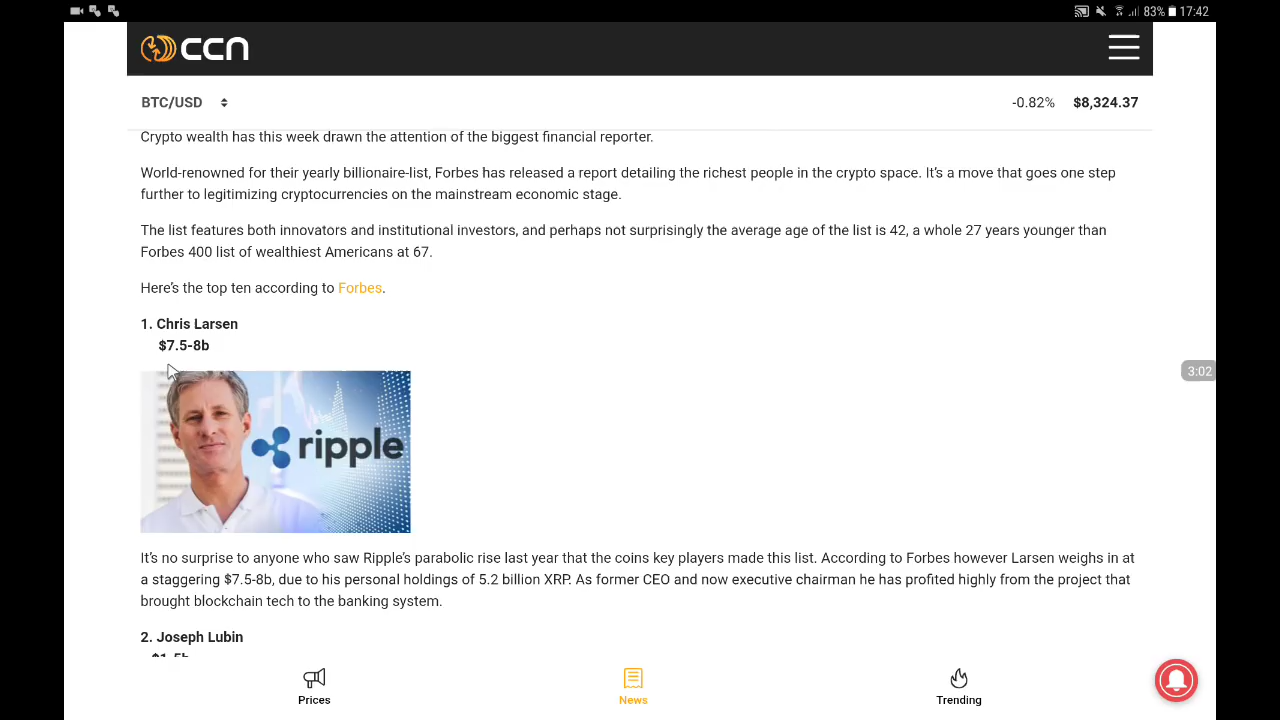 83% 17:42
ccn
BTC/USD -0.82% $8,324.37
Crypto wealth has this week drawn the attention of the biggest financial reporter.
World-renowned for their yearly billionaire-list, Forbes has released a report detailing the richest people in the crypto space. It's a move that goes one step
further to legitimizing cryptocurrencies on the mainstream economic stage.
The list features both innovators and institutional investors, and perhaps not surprisingly the average age of the list is 42, a whole 27 years younger than
Forbes 400 list of wealthiest Americans at 67.
Here's the top ten according to Forbes.
1. Chris Larsen
$7.5-8b
3:02
ripple
It's no surprise to anyone who saw Ripple's parabolic rise last year that the coins key players made this list. According to Forbes however Larsen weighs in at
a staggering $7.5-8b, due to his personal holdings of 5.2 billion XRP. As former CEO and now executive chairman he has profited highly from the project that
brought blockchain tech to the banking system.
2. Joseph Lubin
$1-5b
Prices News Trending